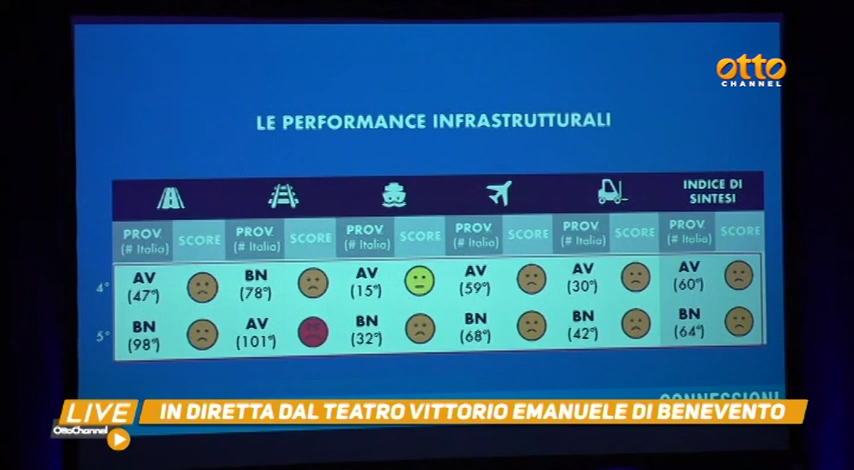 otto
CHANNEL
LE PERFORMANCE INFRASTRUTTURALI
INDICE DI
SINTESI
PROV. SCORE PROV. SCORE PROV. SCORE PROV. SCORE PROV. SCORE PROV. SCORE
(# Italia) (# Italia) (# Italia) (# Italia) (# Italia) (# Italia)
4° AV BN AV AV AV AV
(47°) (78°) (15°) (59°) (30°) (60°)
5° BN AV BN BN BN BN
(98°) (101°) (32°) (68°) (42°) (64°)
CONNESSIONI
LIVE IN DIRETTA DAL TEATRO VITTORIO EMANUELE DI BENEVENTO
OttoChannel